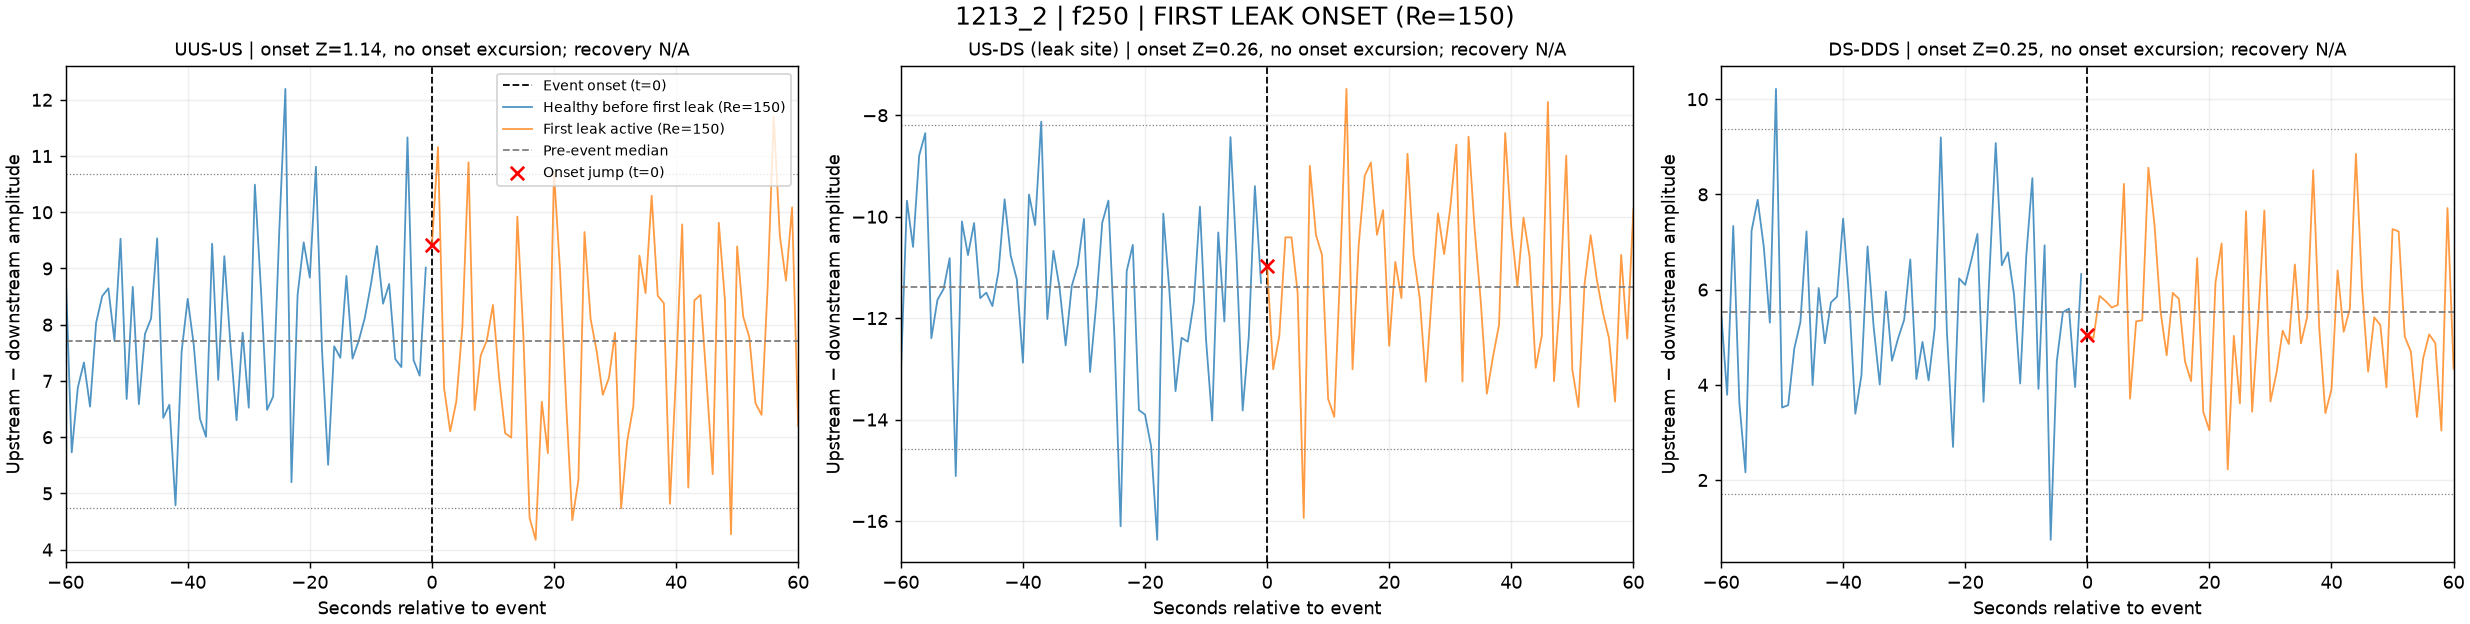 1213_2 | f250 | FIRST LEAK ONSET (Re=150)
UUS-US | onset Z=1.14, no onset excursion; recovery N/A
Upstream − downstream amplitude
12
11
10
9
8
7
6
5
4
Event onset (t=0)
Healthy before first leak (Re=150)
First leak active (Re=150)
Pre-event median
Onset jump (t=0)
−60 −40 −20 0 20 40 60
Seconds relative to event
US-DS (leak site) | onset Z=0.26, no onset excursion; recovery N/A
Upstream − downstream amplitude
−8
−10
−12
−14
−16
−60 −40 −20 0 20 40 60
Seconds relative to event
DS-DDS | onset Z=0.25, no onset excursion; recovery N/A
Upstream − downstream amplitude
10
8
6
4
2
−60 −40 −20 0 20 40 60
Seconds relative to event